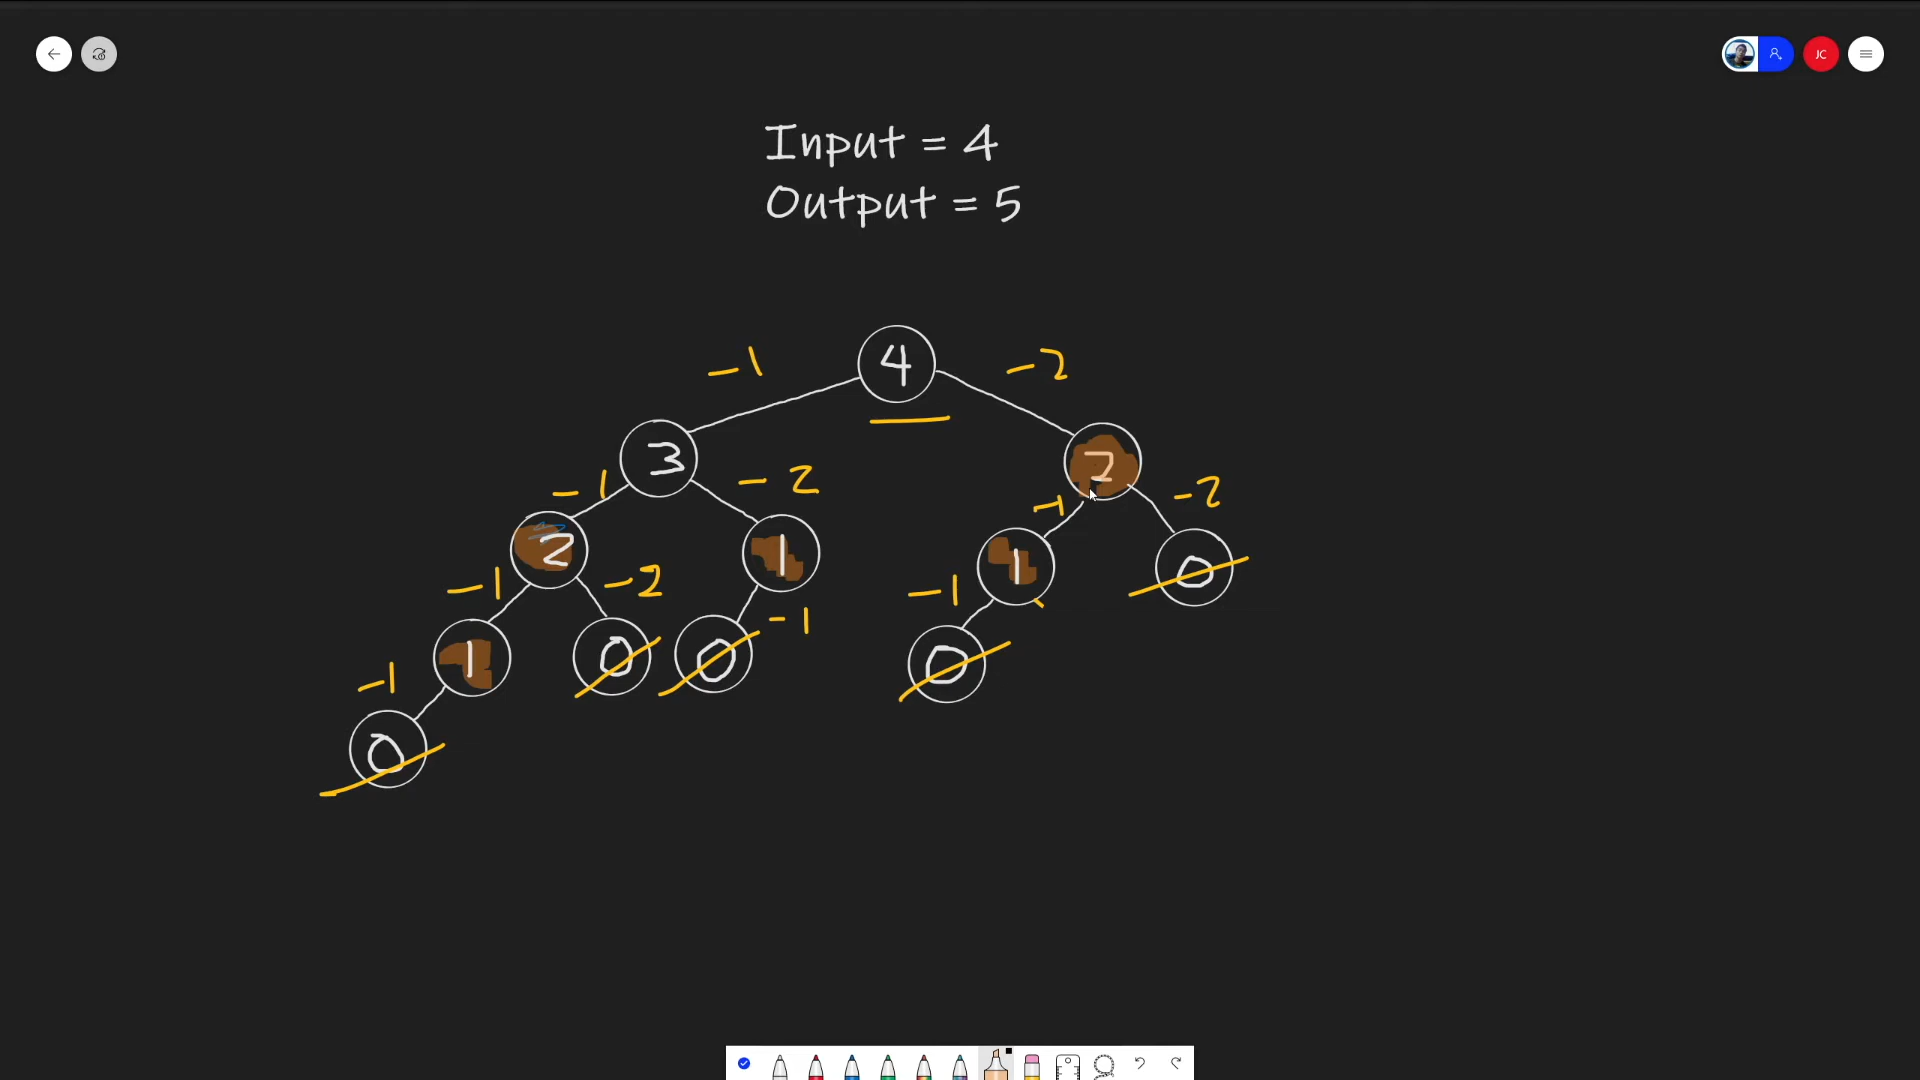 JC
Input = 4
Output = 5
-1 4 -2
3 2
-1 -2 -1 -2
2 1 1 0
-1 -2 -1 -1
1 0 0 0
-1
0